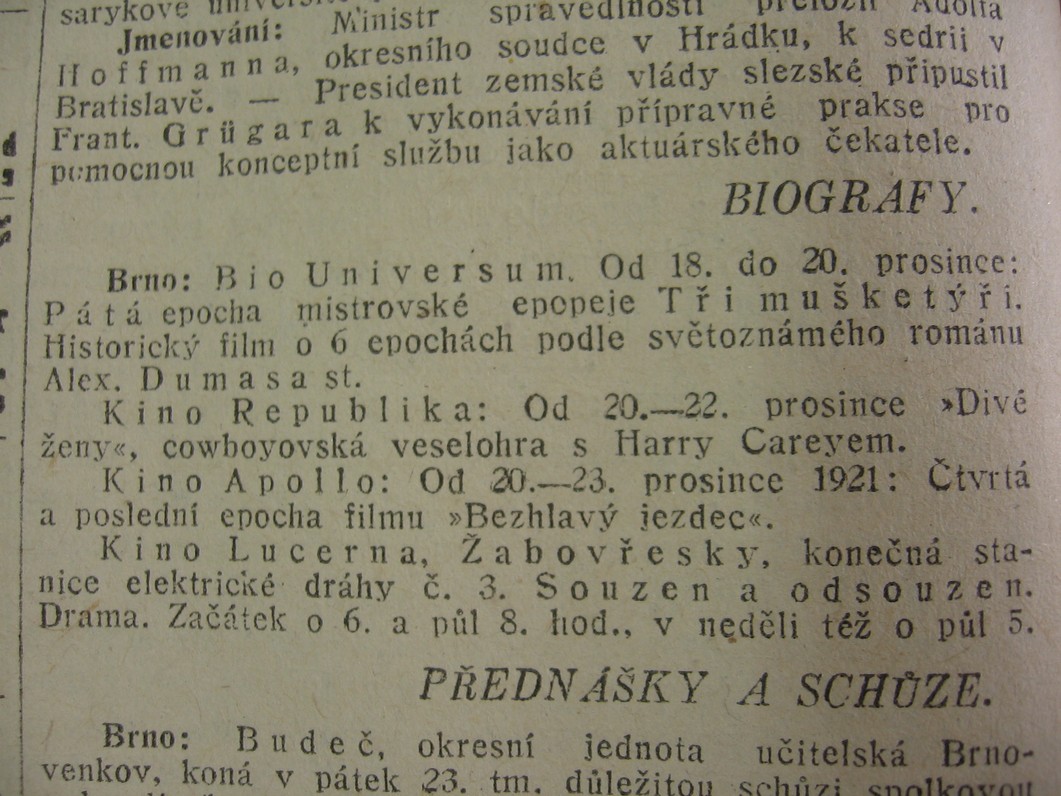 sarykově
Jmenování: Ministr spravedlnosti přeložil Adolfa
Hoffmanna, okresního soudce v Hrádku, k sedrii v
Bratislavě. — President zemské vlády slezské připustil
Frant. Grügara k vykonávání přípravné prakse pro
pomocnou konceptní službu jako aktuárského čekatele.
BIOGRAFY.
Brno: Bio Universum. Od 18. do 20. prosince:
Pátá epocha mistrovské epopeje Tři mušketýři.
Historický film o 6 epochách podle světoznámého románu
Alex. Dumasa st.
Kino Republika: Od 20.—22. prosince »Divé
ženy«, cowboyovská veselohra s Harry Careyem.
Kino Apollo: Od 20.—23. prosince 1921: Čtvrtá
a poslední epocha filmu »Bezhlavý jezdec«.
Kino Lucerna, Žabovřesky, konečná sta-
nice elektrické dráhy č. 3. Souzen a odsouzen.
Drama. Začátek o 6. a půl 8. hod., v neděli též o půl 5.
PŘEDNÁŠKY A SCHŮZE.
Brno: Budeč, okresní jednota učitelská Brno-
venkov, koná v pátek 23. tm. důležitou schůzi spolkovou